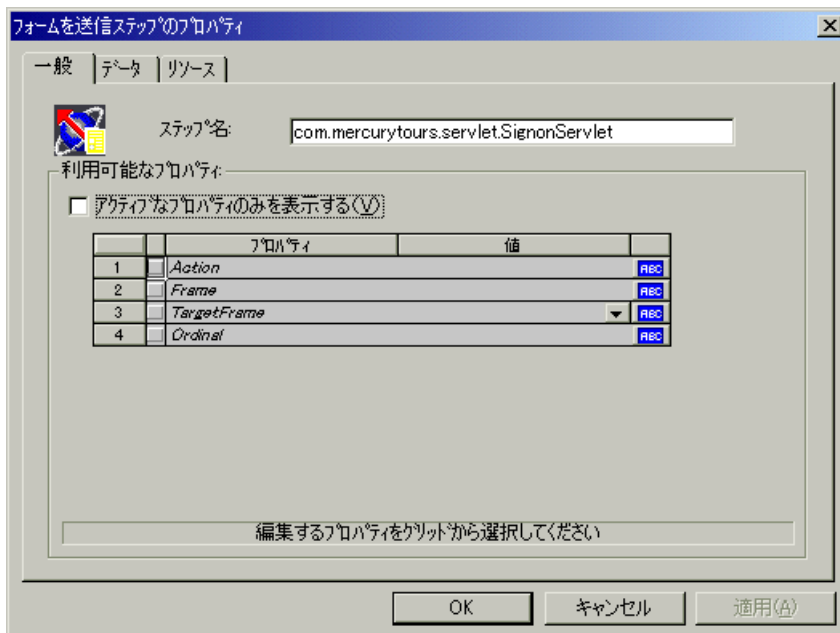 フォームを送信ステップのプロパティ
一般 データ リソース
ステップ名: com.mercurytours.servlet.SignonServlet
利用可能なプロパティ:
アクティブなプロパティのみを表示する(V)
プロパティ 値
1 Action ABC
2 Frame ABC
3 TargetFrame ABC
4 Ordinal ABC
編集するプロパティをグリッドから選択してください
OK キャンセル 適用(A)